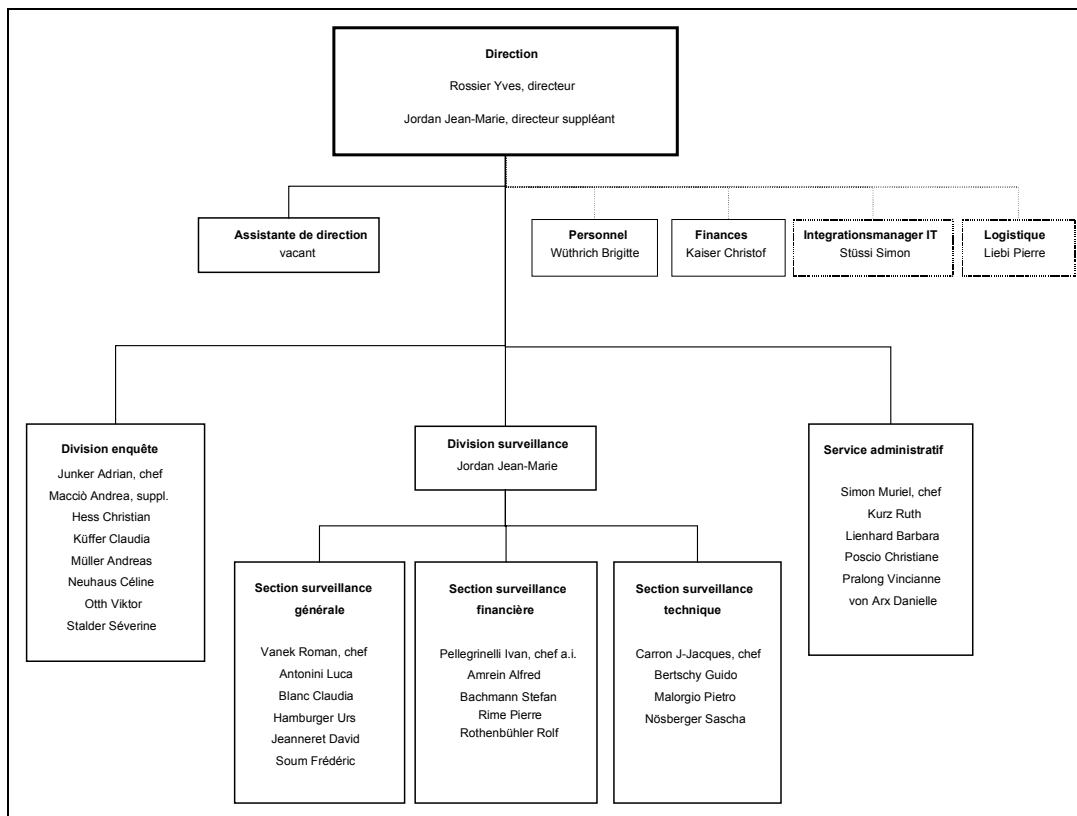 Direction
Rossier Yves, directeur
Jordan Jean-Marie, directeur suppléant
Assistante de direction
vacant
Personnel
Wüthrich Brigitte
Finances
Kaiser Christof
Integrationsmanager IT
Stüssi Simon
Logistique
Liebi Pierre
Division enquête
Junker Adrian, chef
Macciò Andrea, suppl.
Hess Christian
Küffer Claudia
Müller Andreas
Neuhaus Céline
Otth Viktor
Stalder Séverine
Division surveillance
Jordan Jean-Marie
Service administratif
Simon Muriel, chef
Kurz Ruth
Lienhard Barbara
Poscio Christiane
Pralong Vincianne
von Arx Danielle
Section surveillance
générale
Vanek Roman, chef
Antonini Luca
Blanc Claudia
Hamburger Urs
Jeanneret David
Soum Frédéric
Section surveillance
financière
Pellegrinelli Ivan, chef a.i.
Amrein Alfred
Bachmann Stefan
Rime Pierre
Rothenbühler Rolf
Section surveillance
technique
Carron J-Jacques, chef
Bertschy Guido
Malorgio Pietro
Nösberger Sascha